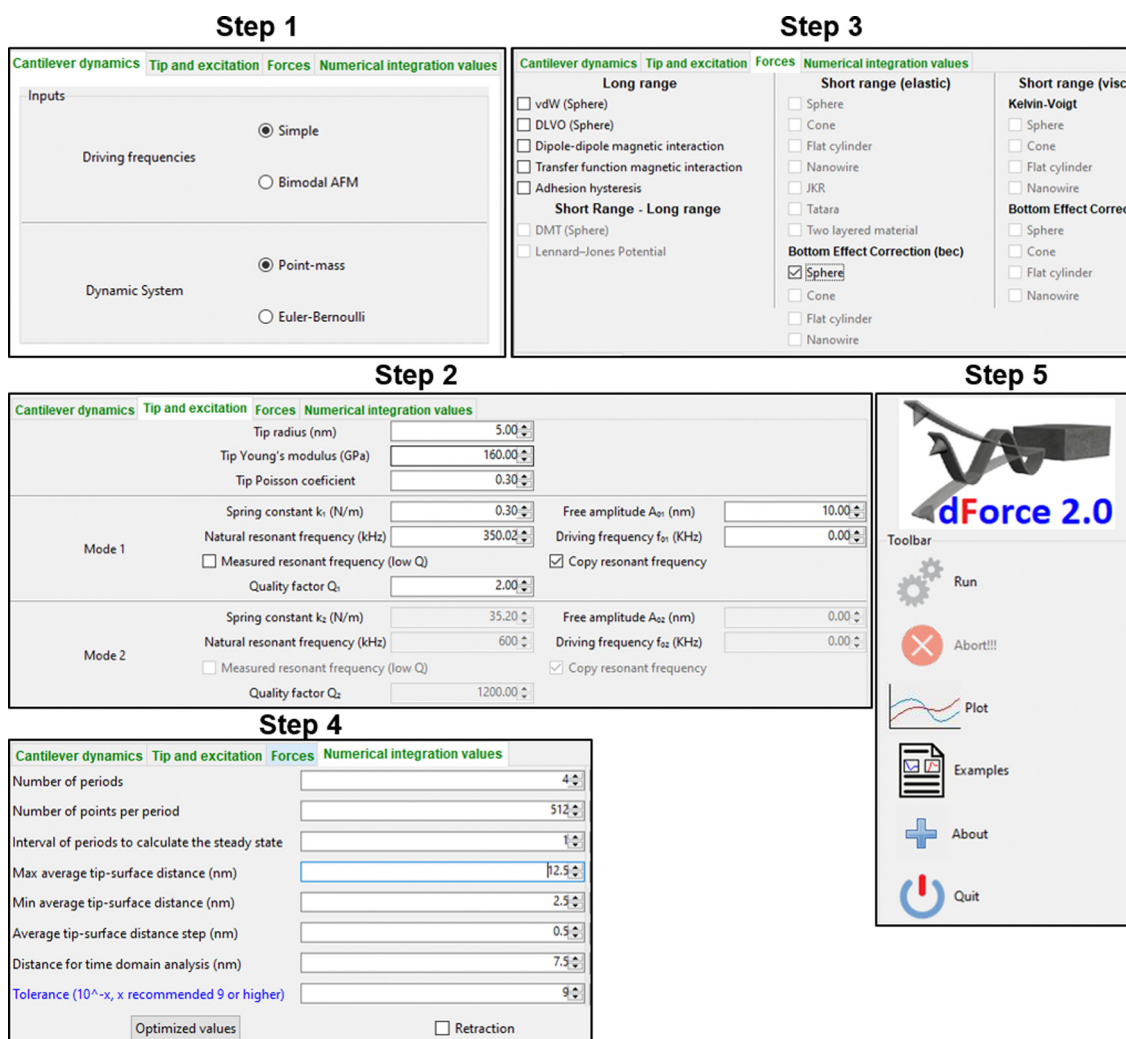 Step 1
Cantilever dynamics Tip and excitation Forces Numerical integration values
Inputs
Driving frequencies
Simple
Bimodal AFM
Dynamic System
Point-mass
Euler-Bernoulli
Step 3
Cantilever dynamics Tip and excitation Forces Numerical integration values
Long range
vdW (Sphere)
DLVO (Sphere)
Dipole-dipole magnetic interaction
Transfer function magnetic interaction
Adhesion hysteresis
Short Range - Long range
DMT (Sphere)
Lennard-Jones Potential
Short range (elastic)
Sphere
Cone
Flat cylinder
Nanowire
JKR
Tatara
Two layered material
Bottom Effect Correction (bec)
Sphere
Cone
Flat cylinder
Nanowire
Short range (visc
Kelvin-Voigt
Sphere
Cone
Flat cylinder
Nanowire
Bottom Effect Correc
Sphere
Cone
Flat cylinder
Nanowire
Step 2
Cantilever dynamics Tip and excitation Forces Numerical integration values
Tip radius (nm) 5.00
Tip Young's modulus (GPa) 160.00
Tip Poisson coeficient 0.30
Mode 1
Spring constant k₁ (N/m) 0.30 Free amplitude A₀₁ (nm) 10.00
Natural resonant frequency (kHz) 350.02 Driving frequency f₀₁ (KHz) 0.00
Measured resonant frequency (low Q) Copy resonant frequency
Quality factor Q₁ 2.00
Mode 2
Spring constant k₂ (N/m) 35.20 Free amplitude A₀₂ (nm) 0.00
Natural resonant frequency (kHz) 600 Driving frequency f₀₂ (KHz) 0.00
Measured resonant frequency (low Q) Copy resonant frequency
Quality factor Q₂ 1200.00
Step 4
Cantilever dynamics Tip and excitation Forces Numerical integration values
Number of periods 4
Number of points per period 512
Interval of periods to calculate the steady state 1
Max average tip-surface distance (nm) 12.5
Min average tip-surface distance (nm) 2.5
Average tip-surface distance step (nm) 0.5
Distance for time domain analysis (nm) 7.5
Tolerance (10^-x, x recommended 9 or higher) 9
Optimized values Retraction
Step 5
dForce 2.0
Toolbar
Run
Abort!!!
Plot
Examples
About
Quit